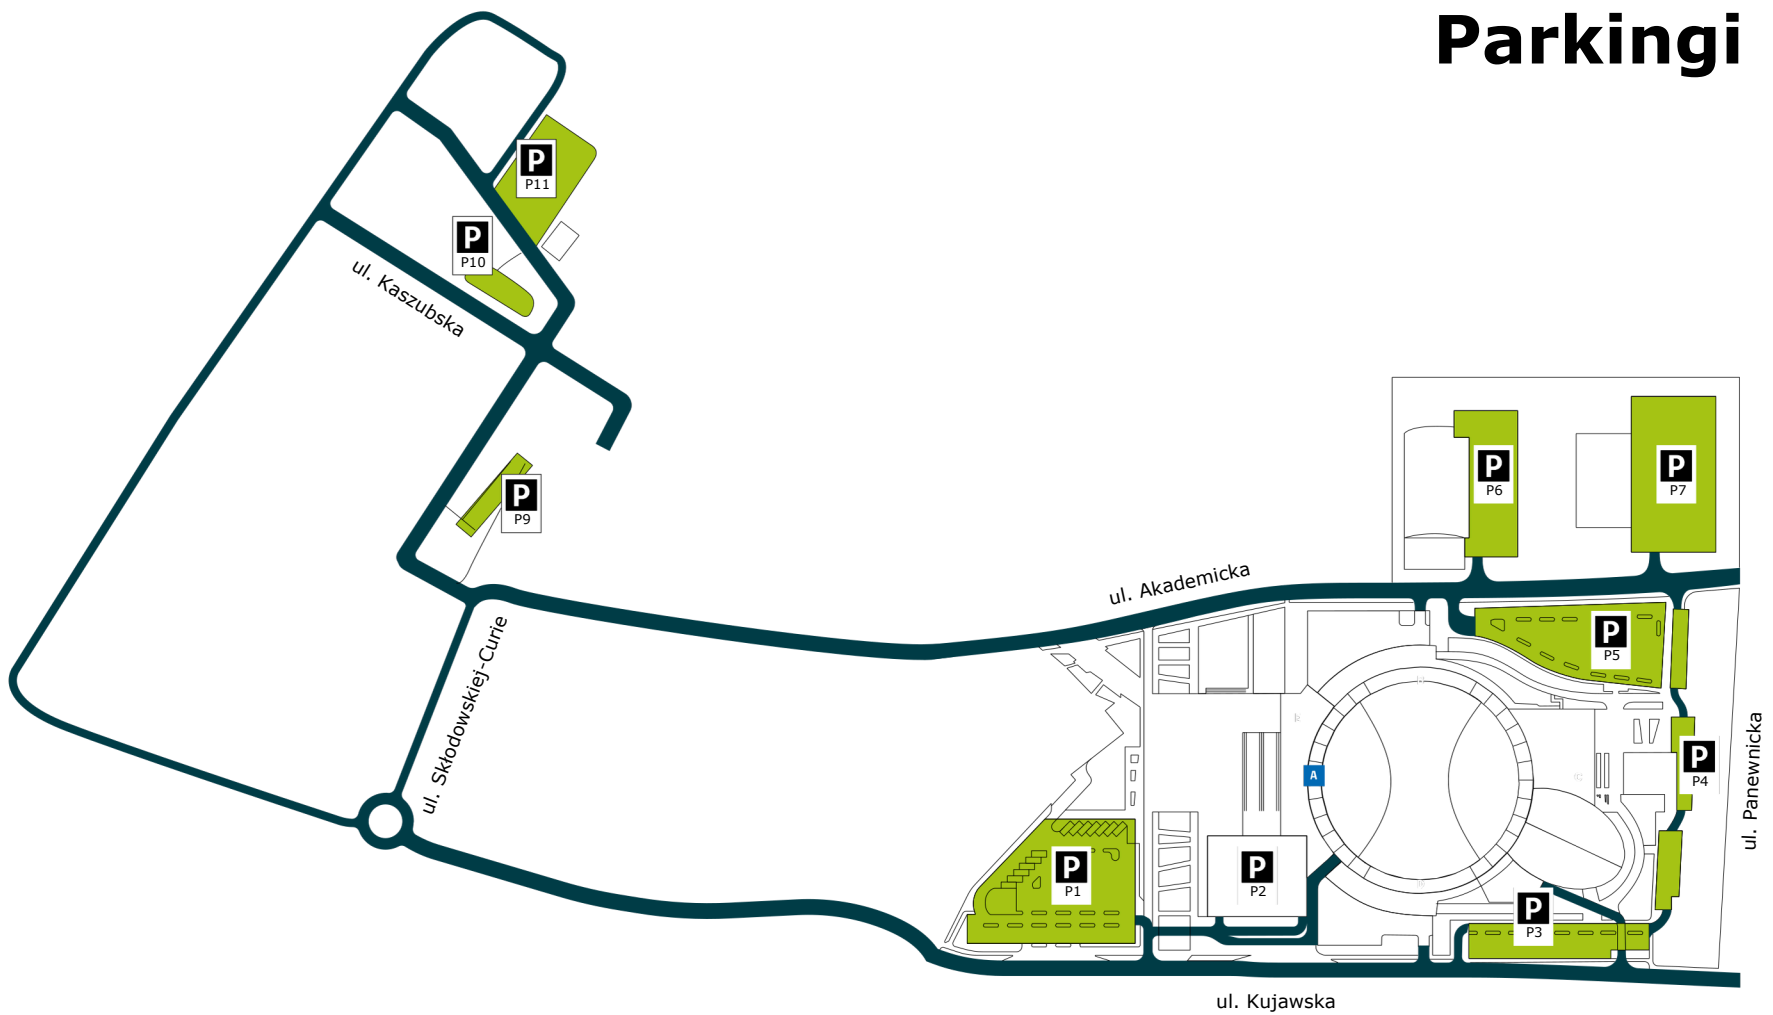 Parkingi
P
P11
P
P10
ul. Kaszubska
P
P9
P
P6
P
P7
ul. Akademicka
ul. Skłodowskiej-Curie
P
P5
P
P4
ul. Panewnicka
A
P
P1
P
P2
P
P3
ul. Kujawska